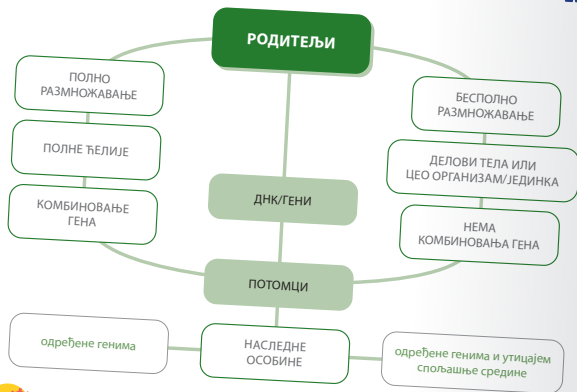 РОДИТЕЉИ
ПОЛНО
РАЗМНОЖАВАЊЕ
ПОЛНЕ ЋЕЛИЈЕ
КОМБИНОВАЊЕ
ГЕНА
ДНК/ГЕНИ
БЕСПОЛНО
РАЗМНОЖАВАЊЕ
ДЕЛОВИ ТЕЛА ИЛИ
ЦЕО ОРГАНИЗАМ/ЈЕДИНКА
НЕМА
КОМБИНОВАЊА ГЕНА
ПОТОМЦИ
одређене генима
НАСЛЕДНЕ
ОСОБИНЕ
одређене генима и утицајем
спољашње средине